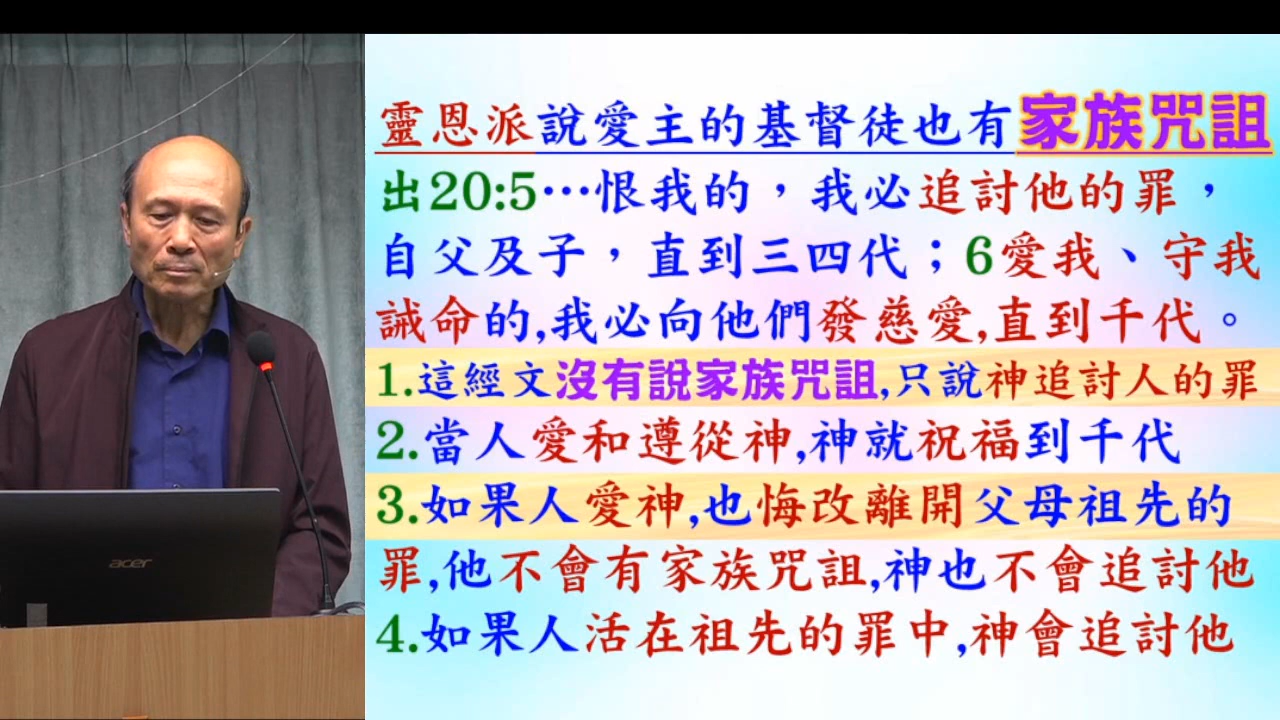 靈恩派說愛主的基督徒也有家族咒詛
出20:5…恨我的，我必追討他的罪，
自父及子，直到三四代；6愛我、守我
誡命的,我必向他們發慈愛,直到千代。
1.這經文沒有說家族咒詛,只說神追討人的罪
2.當人愛和遵從神,神就祝福到千代
3.如果人愛神,也悔改離開父母祖先的
罪,他不會有家族咒詛,神也不會追討他
4.如果人活在祖先的罪中,神會追討他
acer